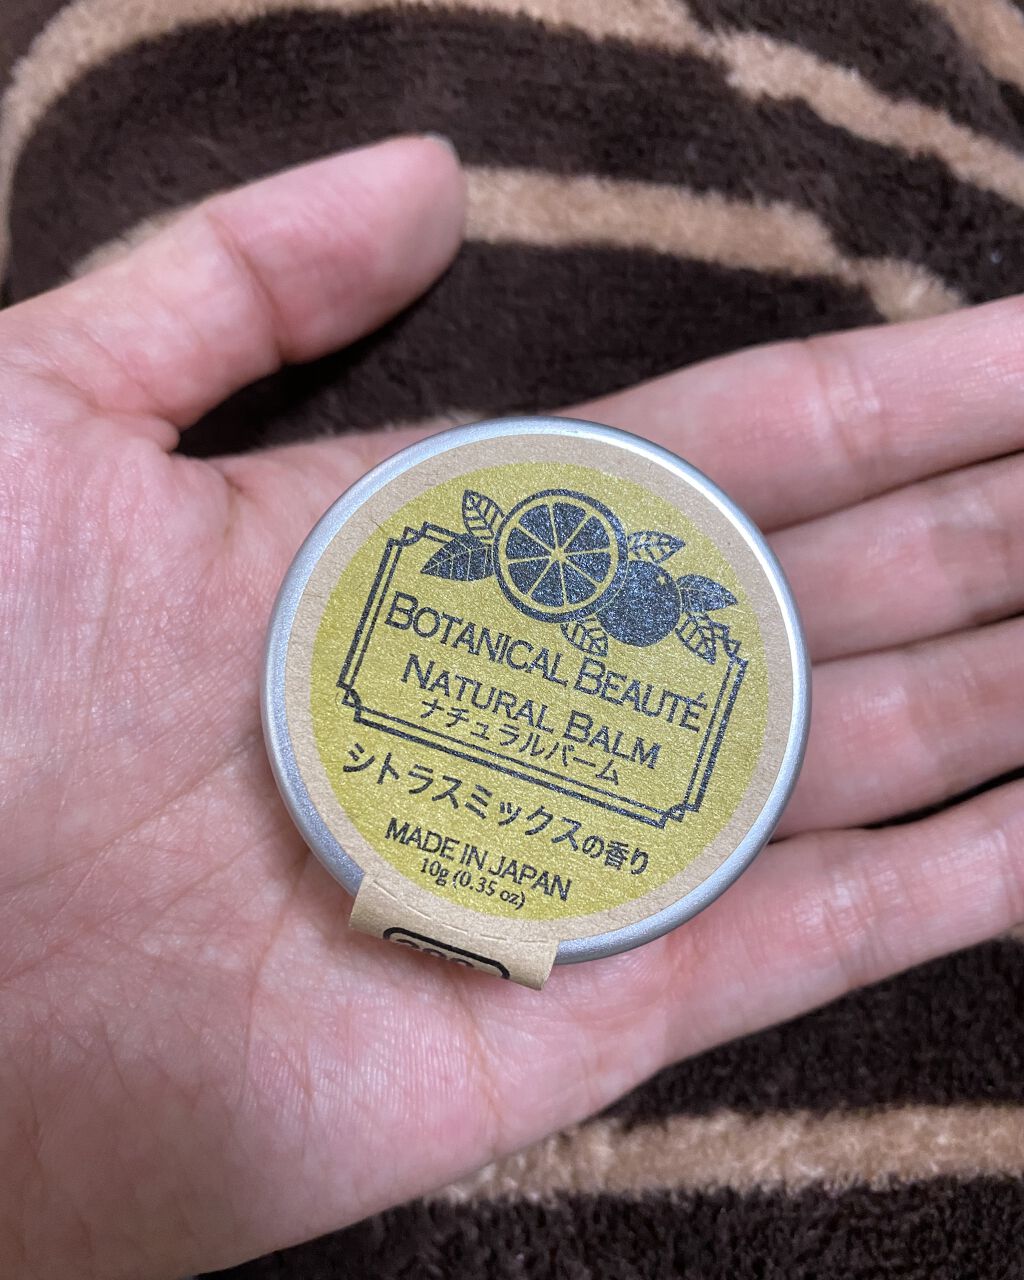 BOTANICAL BEAUTÉ
NATURAL BALM
ナチュラルバーム
シトラスミックスの香り
MADE IN JAPAN
10g (0.35 oz)